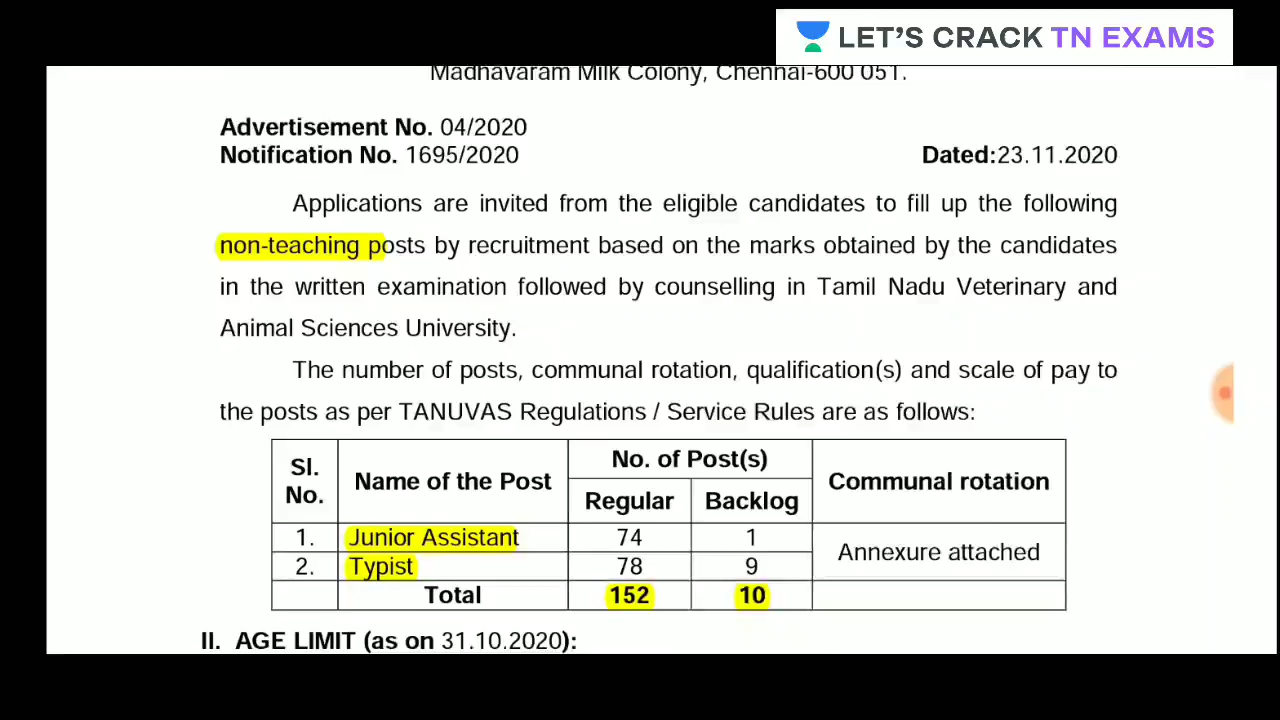 LET'S CRACK TN EXAMS
Madhavaram Milk Colony, Chennai-600 051.
Advertisement No. 04/2020
Notification No. 1695/2020 Dated:23.11.2020
Applications are invited from the eligible candidates to fill up the following
non-teaching posts by recruitment based on the marks obtained by the candidates
in the written examination followed by counselling in Tamil Nadu Veterinary and
Animal Sciences University.
The number of posts, communal rotation, qualification(s) and scale of pay to
the posts as per TANUVAS Regulations / Service Rules are as follows:
Sl. No. Name of the Post No. of Post(s) Communal rotation
Regular Backlog
1. Junior Assistant 74 1 Annexure attached
2. Typist 78 9
Total 152 10
II. AGE LIMIT (as on 31.10.2020):